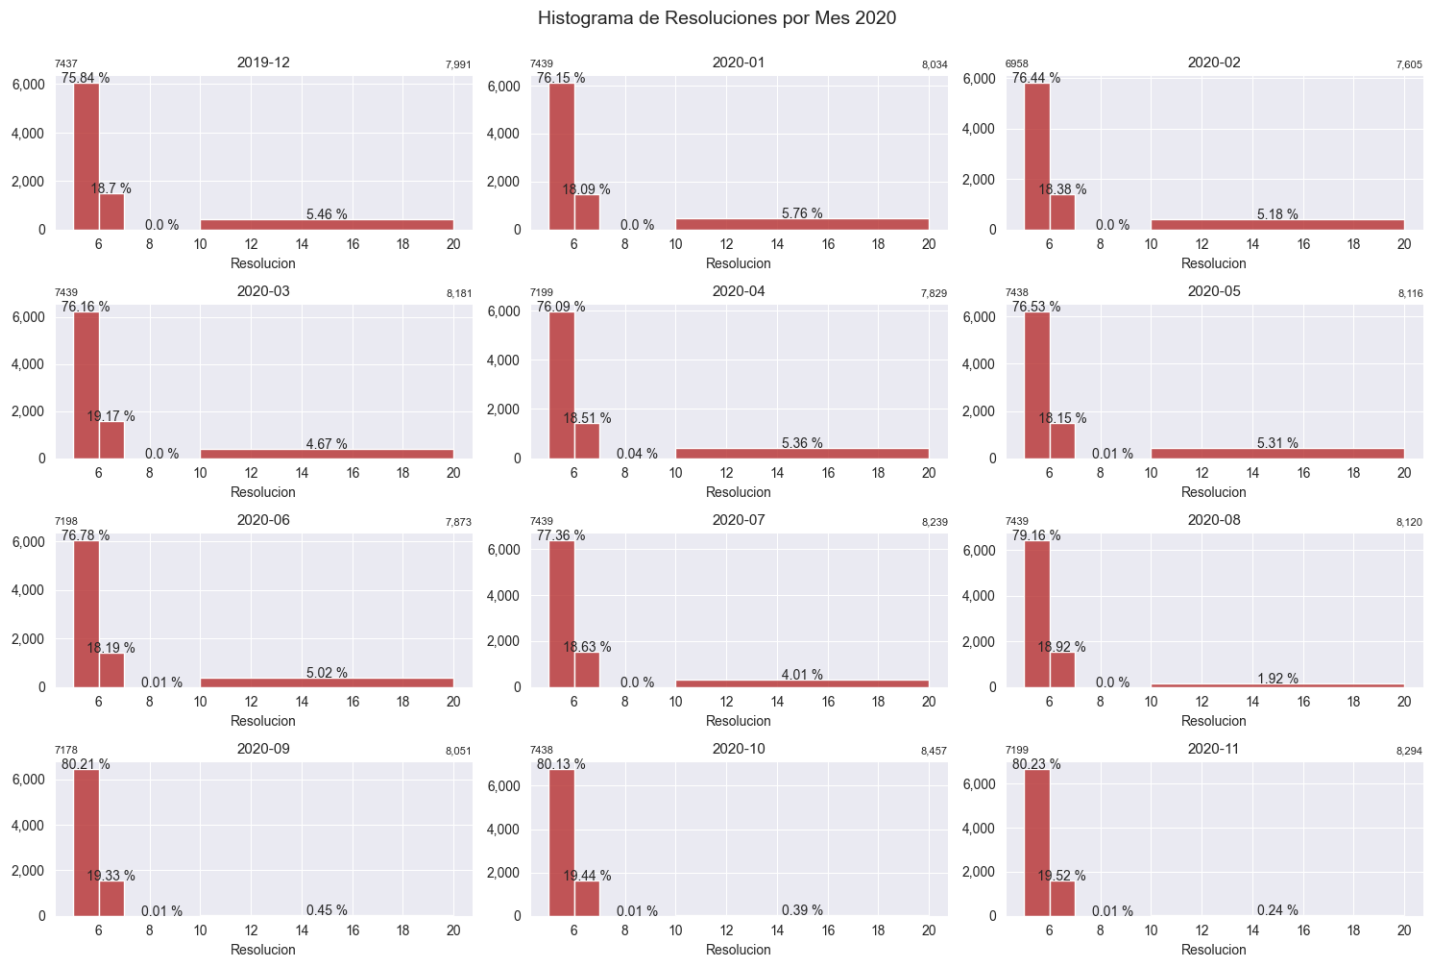 Histograma de Resoluciones por Mes 2020
7437 2019-12 7,991
75.84 %
6,000
4,000
2,000
18.7 %
0.0 %
5.46 %
0
6 8 10 12 14 16 18 20
Resolucion
7439 2020-01 8,034
76.15 %
6,000
4,000
2,000
18.09 %
0.0 %
5.76 %
0
6 8 10 12 14 16 18 20
Resolucion
6958 2020-02 7,605
76.44 %
6,000
4,000
2,000
18.38 %
0.0 %
5.18 %
0
6 8 10 12 14 16 18 20
Resolucion
7439 2020-03 8,181
76.16 %
6,000
4,000
2,000
19.17 %
0.0 %
4.67 %
0
6 8 10 12 14 16 18 20
Resolucion
7199 2020-04 7,829
76.09 %
6,000
4,000
2,000
18.51 %
0.04 %
5.36 %
0
6 8 10 12 14 16 18 20
Resolucion
7438 2020-05 8,116
76.53 %
6,000
4,000
2,000
18.15 %
0.01 %
5.31 %
0
6 8 10 12 14 16 18 20
Resolucion
7198 2020-06 7,873
76.78 %
6,000
4,000
2,000
18.19 %
0.01 %
5.02 %
0
6 8 10 12 14 16 18 20
Resolucion
7439 2020-07 8,239
77.36 %
6,000
4,000
2,000
18.63 %
0.0 %
4.01 %
0
6 8 10 12 14 16 18 20
Resolucion
7439 2020-08 8,120
79.16 %
6,000
4,000
2,000
18.92 %
0.0 %
1.92 %
0
6 8 10 12 14 16 18 20
Resolucion
7178 2020-09 8,051
80.21 %
6,000
4,000
2,000
19.33 %
0.01 %
0.45 %
0
6 8 10 12 14 16 18 20
Resolucion
7438 2020-10 8,457
80.13 %
6,000
4,000
2,000
19.44 %
0.01 %
0.39 %
0
6 8 10 12 14 16 18 20
Resolucion
7199 2020-11 8,294
80.23 %
6,000
4,000
2,000
19.52 %
0.01 %
0.24 %
0
6 8 10 12 14 16 18 20
Resolucion